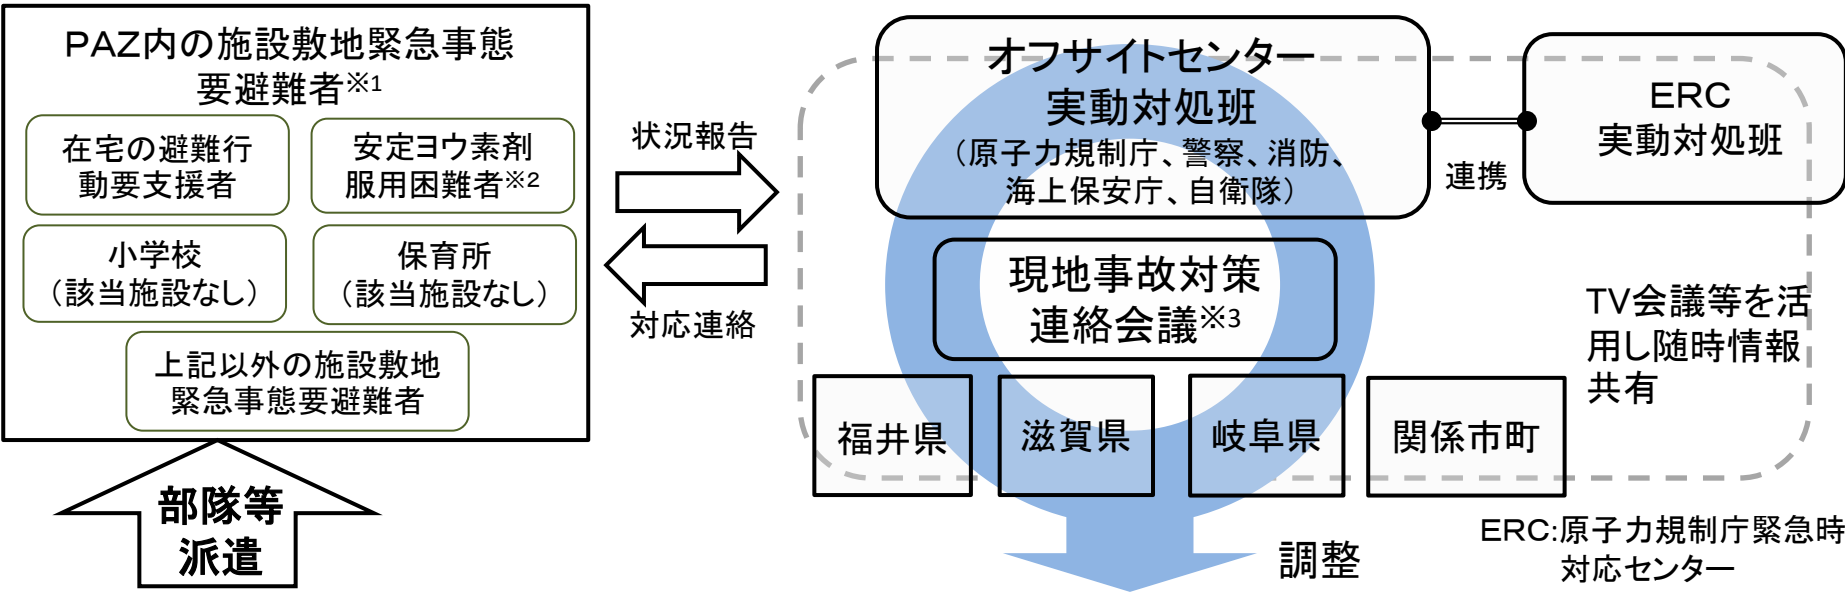 PAZ内の施設敷地緊急事態
要避難者※1
在宅の避難行
動要支援者
安定ヨウ素剤
服用困難者※2
小学校
（該当施設なし）
保育所
（該当施設なし）
上記以外の施設敷地
緊急事態要避難者
部隊等
派遣
状況報告
対応連絡
オフサイトセンター
実動対処班
（原子力規制庁、警察、消防、
海上保安庁、自衛隊）
連携
ERC
実動対処班
現地事故対策
連絡会議※3
TV会議等を活
用し随時情報
共有
福井県
滋賀県
岐阜県
関係市町
調整
ERC:原子力規制庁緊急時
対応センター